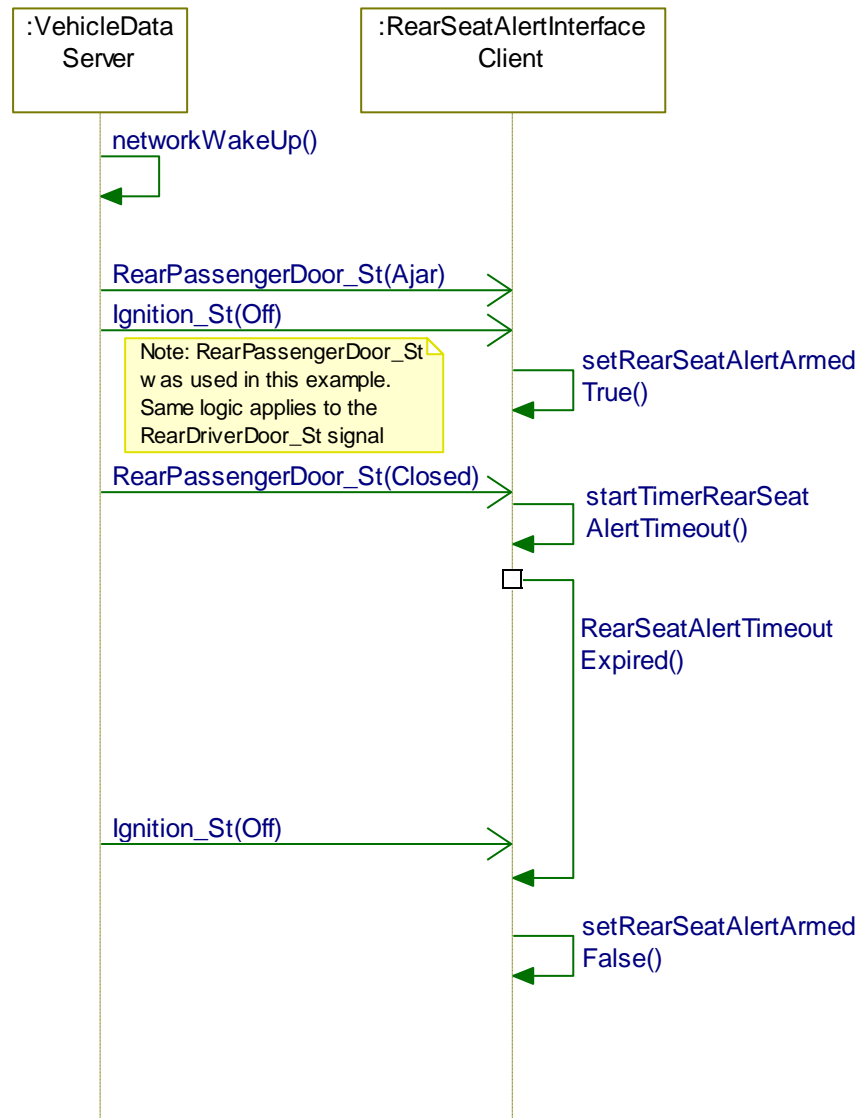 :VehicleData
Server
:RearSeatAlertInterface
Client
networkWakeUp()
RearPassengerDoor_St(Ajar)
Ignition_St(Off)
Note: RearPassengerDoor_St
was used in this example.
Same logic applies to the
RearDriverDoor_St signal
setRearSeatAlertArmed
True()
RearPassengerDoor_St(Closed)
startTimerRearSeat
AlertTimeout()
RearSeatAlertTimeout
Expired()
Ignition_St(Off)
setRearSeatAlertArmed
False()